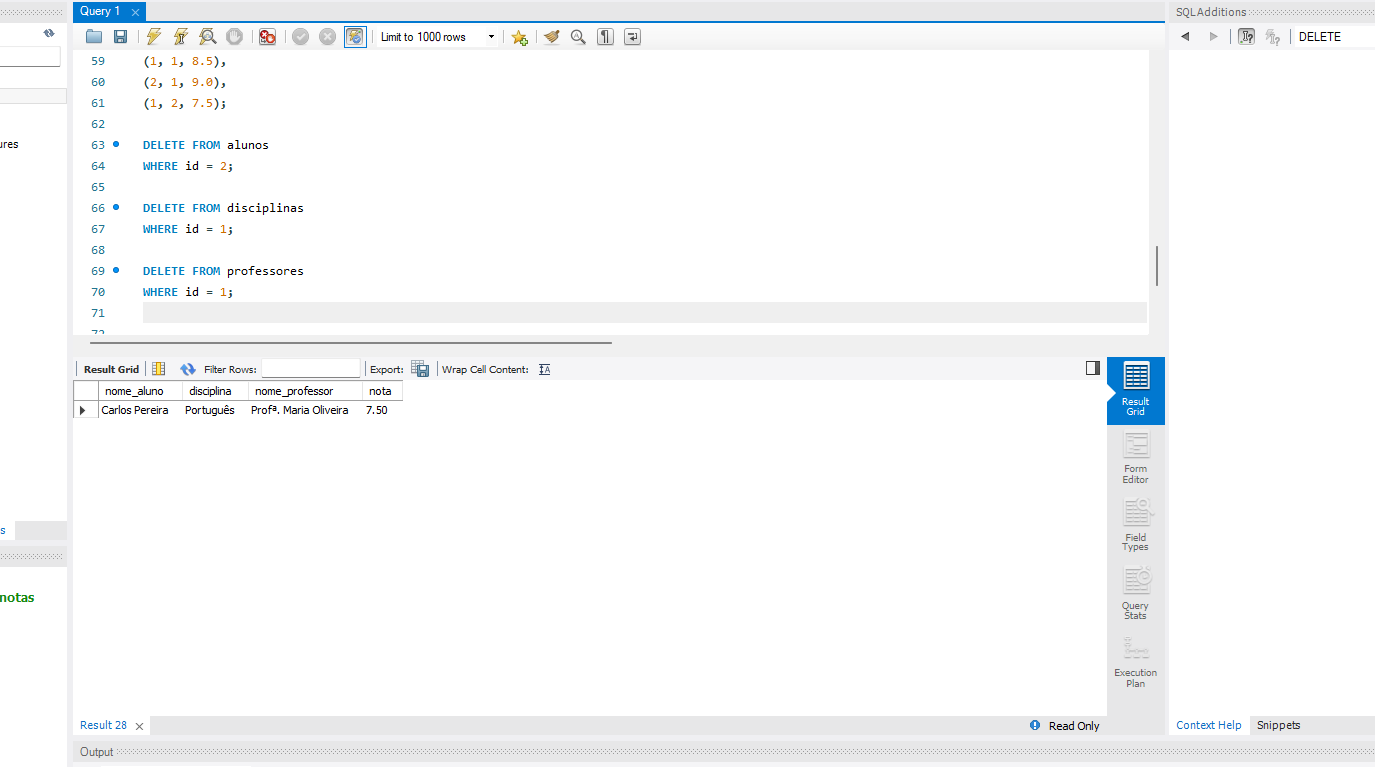 Query 1
SQLAdditions
Limit to 1000 rows
DELETE
59 (1, 1, 8.5),
60 (2, 1, 9.0),
61 (1, 2, 7.5);
62
63 DELETE FROM alunos
64 WHERE id = 2;
65
66 DELETE FROM disciplinas
67 WHERE id = 1;
68
69 DELETE FROM professores
70 WHERE id = 1;
71
72
ures
s
notas
Result Grid Filter Rows: Export: Wrap Cell Content:
nome_aluno disciplina nome_professor nota
Carlos Pereira Português Profª. Maria Oliveira 7.50
Result
Grid
Form
Editor
Field
Types
Query
Stats
Execution
Plan
Result 28
Read Only
Context Help Snippets
Output